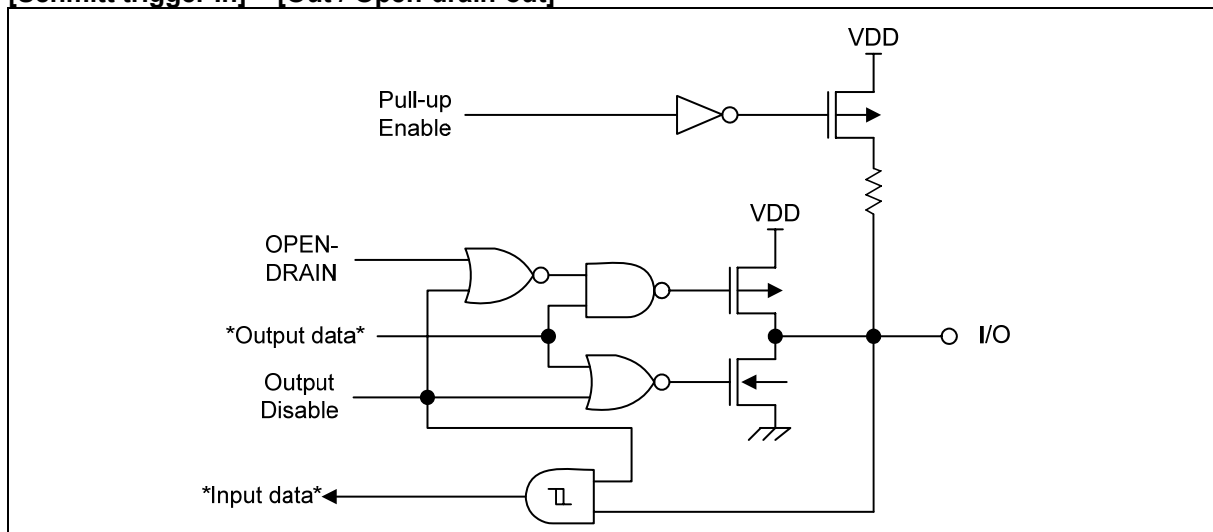 [Schmitt trigger in] – [Out / Open-drain out]
VDD
Pull-up
Enable
VDD
OPEN-
DRAIN
*Output data*
I/O
Output
Disable
*Input data*